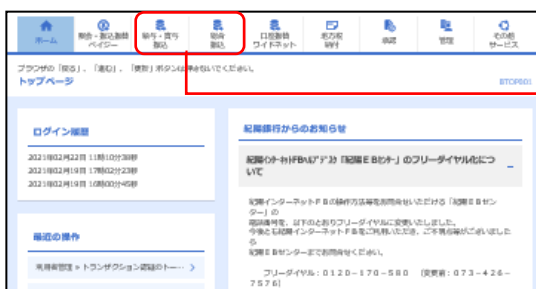 ホーム
照会・振込振替
ペイジー
給与・賞与
振込
総合
振込
口座振替
ワイドネット
地方税
納付
承認
管理
その他
サービス
ブラウザの「戻る」、「進む」、「更新」ボタンは押さないでください。
トップページ
BTOP001
ログイン履歴
2021年02月22日 11時10分38秒
2021年02月19日 17時02分23秒
2021年02月19日 16時00分45秒
最近の操作
利用者管理 » トランザクション認証のトー…
紀陽銀行からのお知らせ
紀陽インターネットFBヘルプデスク「紀陽ＥＢセンター」のフリーダイヤル化につ
いて
紀陽インターネットＦＢの操作方法等をお問合せいただける「紀陽ＥＢセン
ター」の
電話番号を、以下のとおりフリーダイヤルに変更いたしました。
今後とも紀陽インターネットＦＢをご利用いただき、ご不明点等がございました
ら
紀陽ＥＢセンターまでお問合せください。
フリーダイヤル：０１２０－１７０－５８０ （変更前：０７３－４２６－
７５７６）